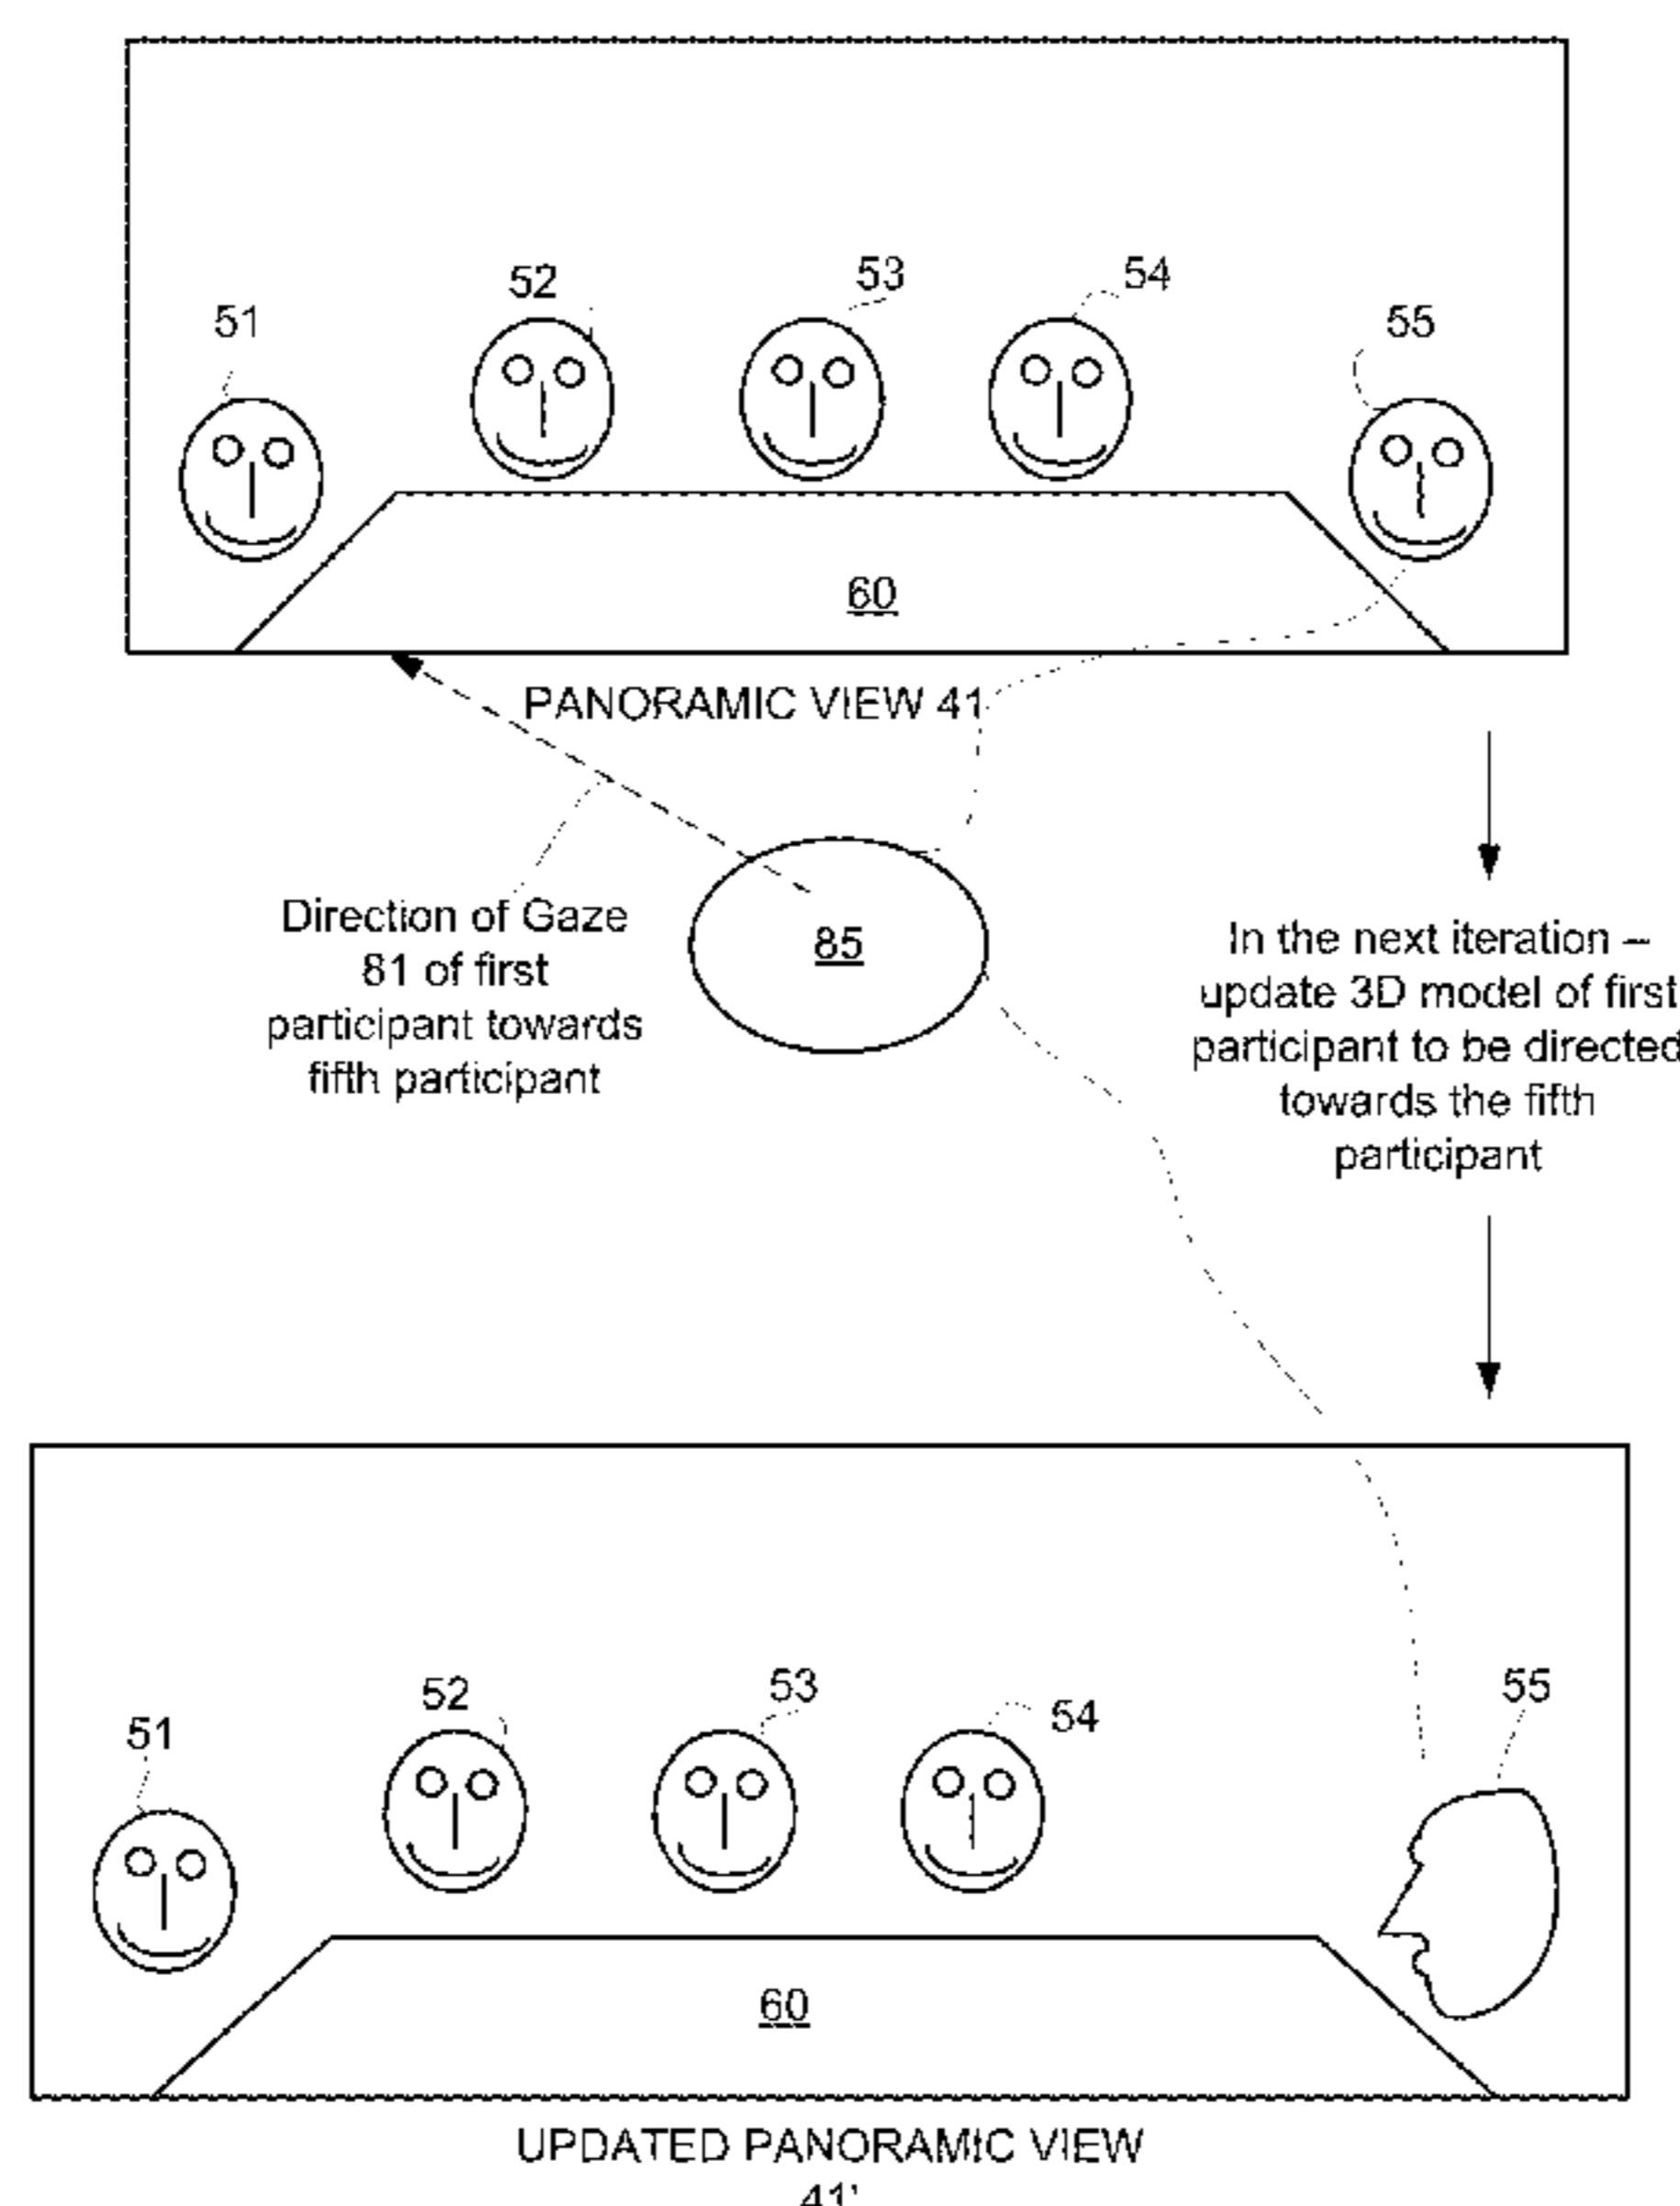 51
52
53
54
55
60
PANORAMIC VIEW 41
Direction of Gaze
81 of first
participant towards
fifth participant
85
In the next iteration –
update 3D model of first
participant to be directed
towards the fifth
participant
51
52
53
54
55
60
UPDATED PANORAMIC VIEW
41'